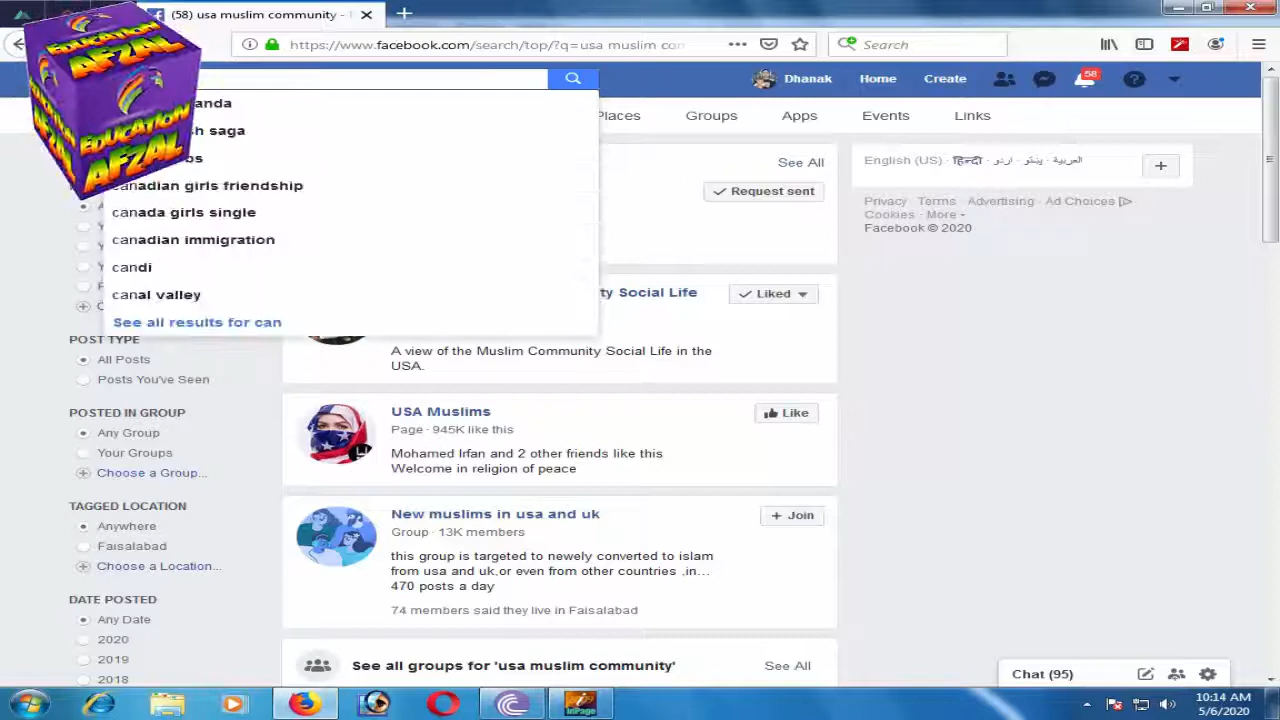 (58) usa muslim community -
https://www.facebook.com/search/top/?q=usa muslim co
Search
EDUCATION
AFZAL
EDUCATION
AFZAL
Dhanak
Home
Create
58
Places
Groups
Apps
Events
Links
anda
h saga
bs
canadian girls friendship
canada girls single
canadian immigration
candi
canal valley
See all results for can
See All
Request sent
ty Social Life
Liked
A view of the Muslim Community Social Life in the
USA.
USA Muslims
Like
Page · 945K like this
Mohamed Irfan and 2 other friends like this
Welcome in religion of peace
New muslims in usa and uk
+ Join
Group · 13K members
this group is targeted to newely converted to islam
from usa and uk,or even from other countries ,in...
470 posts a day
74 members said they live in Faisalabad
See all groups for 'usa muslim community'
See All
POST TYPE
All Posts
Posts You've Seen
POSTED IN GROUP
Any Group
Your Groups
Choose a Group...
TAGGED LOCATION
Anywhere
Faisalabad
Choose a Location...
DATE POSTED
Any Date
2020
2019
2018
English (US) · हिन्दी · اردو · پښتو · العربية
Privacy · Terms · Advertising · Ad Choices
Cookies · More
Facebook © 2020
Chat (95)
InPage
10:14 AM
5/6/2020